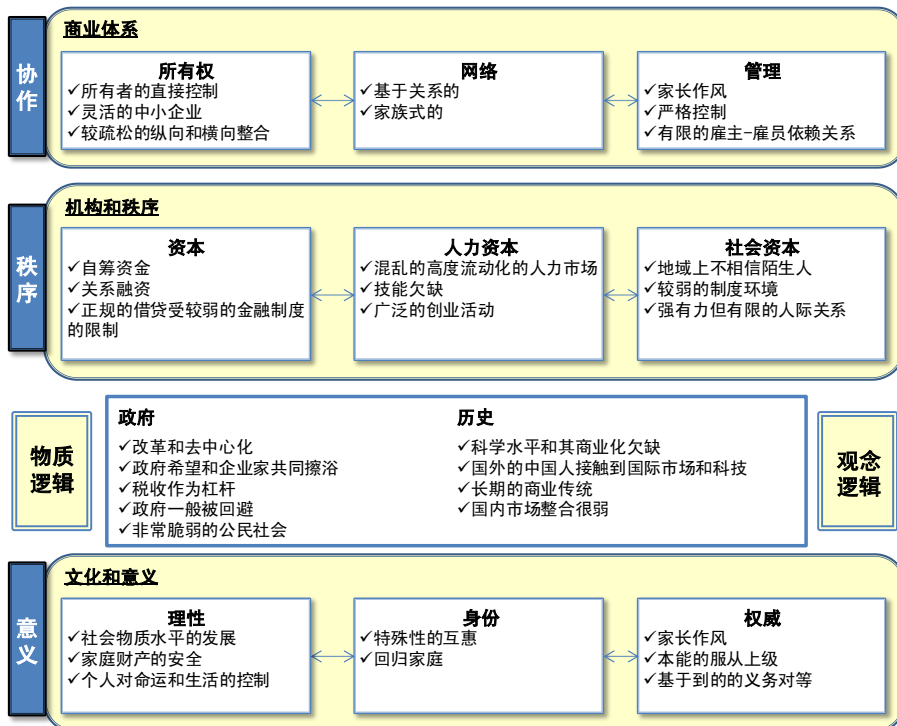 协作
商业体系
所有权
✓所有者的直接控制
✓灵活的中小企业
✓较疏松的纵向和横向整合
网络
✓基于关系的
✓家族式的
管理
✓家长作风
✓严格控制
✓有限的雇主-雇员依赖关系
秩序
机构和秩序
资本
✓自筹资金
✓关系融资
✓正规的借贷受较弱的金融制度
的限制
人力资本
✓混乱的高度流动化的人力市场
✓技能欠缺
✓广泛的创业活动
社会资本
✓地域上不相信陌生人
✓较弱的制度环境
✓强有力但有限的人际关系
物质
逻辑
政府
✓改革和去中心化
✓政府希望和企业家共同擦浴
✓税收作为杠杆
✓政府一般被回避
✓非常脆弱的公民社会
历史
✓科学水平和其商业化欠缺
✓国外的中国人接触到国际市场和科技
✓长期的商业传统
✓国内市场整合很弱
观念
逻辑
意义
文化和意义
理性
✓社会物质水平的发展
✓家庭财产的安全
✓个人对命运和生活的控制
身份
✓特殊性的互惠
✓回归家庭
权威
✓家长作风
✓本能的服从上级
✓基于到的的义务对等